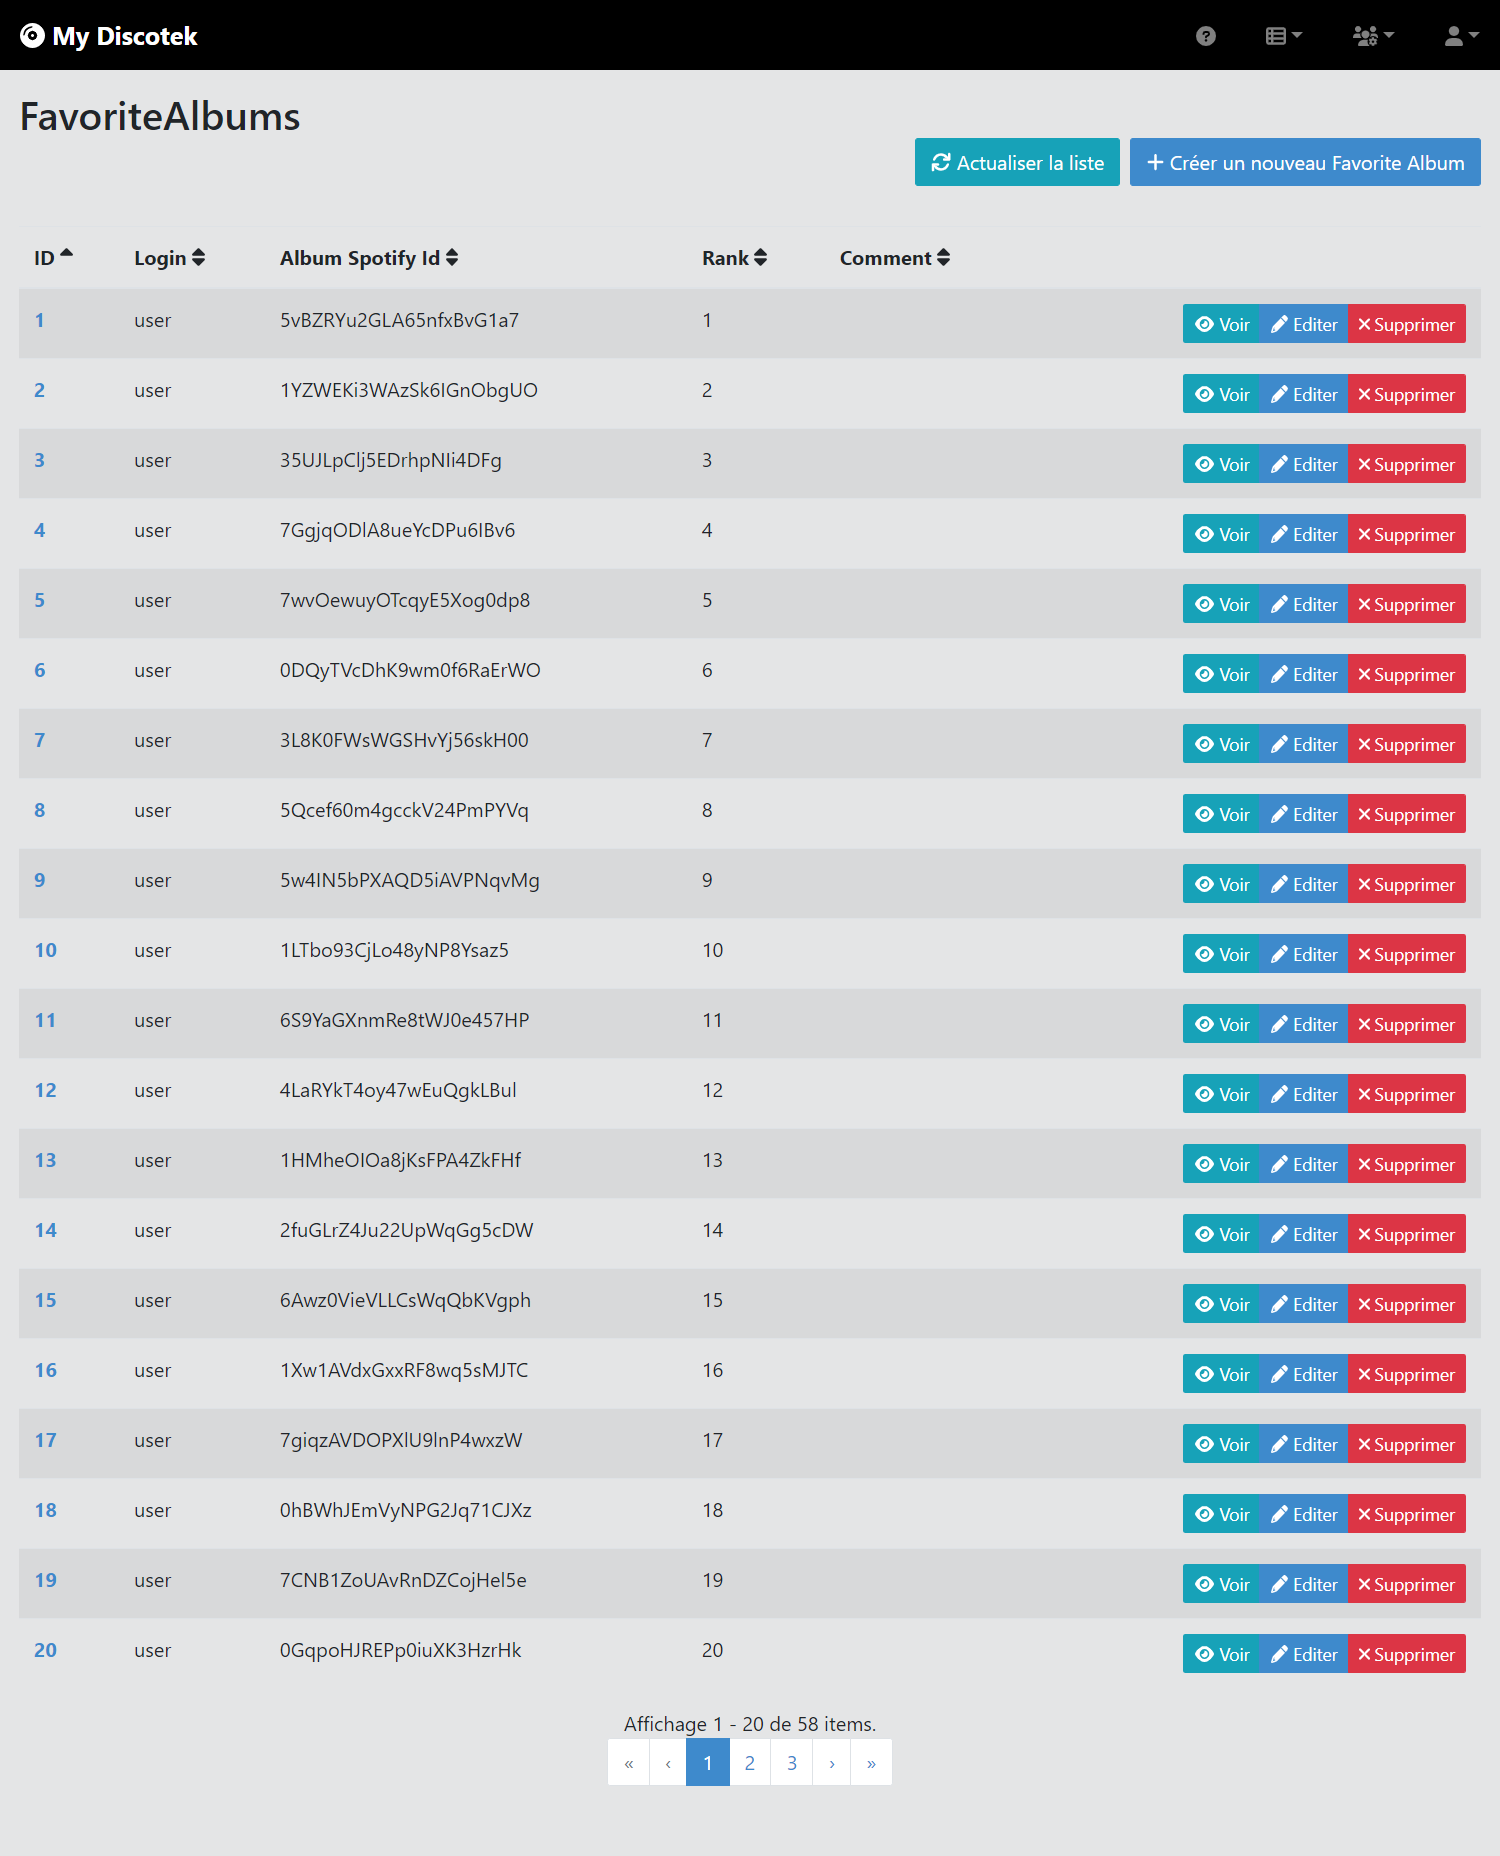 My Discotek
FavoriteAlbums
Actualiser la liste + Créer un nouveau Favorite Album
ID Login Album Spotify Id Rank Comment
1 user 5vBZRYu2GLA65nfxBvG1a7 1 Voir Editer Supprimer
2 user 1YZWEKi3WAzSk6IGnObgUO 2 Voir Editer Supprimer
3 user 35UJLpClj5EDrhpNIi4DFg 3 Voir Editer Supprimer
4 user 7GgjqODlA8ueYcDPu6IBv6 4 Voir Editer Supprimer
5 user 7wvOewuyOTcqyE5Xog0dp8 5 Voir Editer Supprimer
6 user 0DQyTVcDhK9wm0f6RaErWO 6 Voir Editer Supprimer
7 user 3L8K0FWsWGSHvYj56skH00 7 Voir Editer Supprimer
8 user 5Qcef60m4gcckV24PmPYVq 8 Voir Editer Supprimer
9 user 5w4IN5bPXAQD5iAVPNqvMg 9 Voir Editer Supprimer
10 user 1LTbo93CjLo48yNP8Ysaz5 10 Voir Editer Supprimer
11 user 6S9YaGXnmRe8tWJ0e457HP 11 Voir Editer Supprimer
12 user 4LaRYkT4oy47wEuQgkLBul 12 Voir Editer Supprimer
13 user 1HMheOIOa8jKsFPA4ZkFHf 13 Voir Editer Supprimer
14 user 2fuGLrZ4Ju22UpWqGg5cDW 14 Voir Editer Supprimer
15 user 6Awz0VieVLLCsWqQbKVgph 15 Voir Editer Supprimer
16 user 1Xw1AVdxGxxRF8wq5sMJTC 16 Voir Editer Supprimer
17 user 7giqzAVDOPXlU9lnP4wxzW 17 Voir Editer Supprimer
18 user 0hBWhJEmVyNPG2Jq71CJXz 18 Voir Editer Supprimer
19 user 7CNB1ZoUAvRnDZCojHel5e 19 Voir Editer Supprimer
20 user 0GqpoHJREPp0iuXK3HzrHk 20 Voir Editer Supprimer
Affichage 1 - 20 de 58 items.
« ‹ 1 2 3 › »